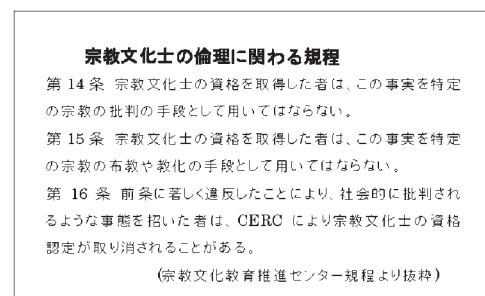 宗教文化士の倫理に関わる規程
第 14 条 宗教文化士の資格を取得した者は、この事実を特定
の宗教の批判の手段として用いてはならない。
第 15 条 宗教文化士の資格を取得した者は、この事実を特定
の宗教の布教や教化の手段として用いてはならない。
第 16 条 前条に著しく違反したことにより、社会的に批判され
るような事態を招いた者は、CERC により宗教文化士の資格
認定が取り消されることがある。
(宗教文化教育推進センター規程より抜粋)